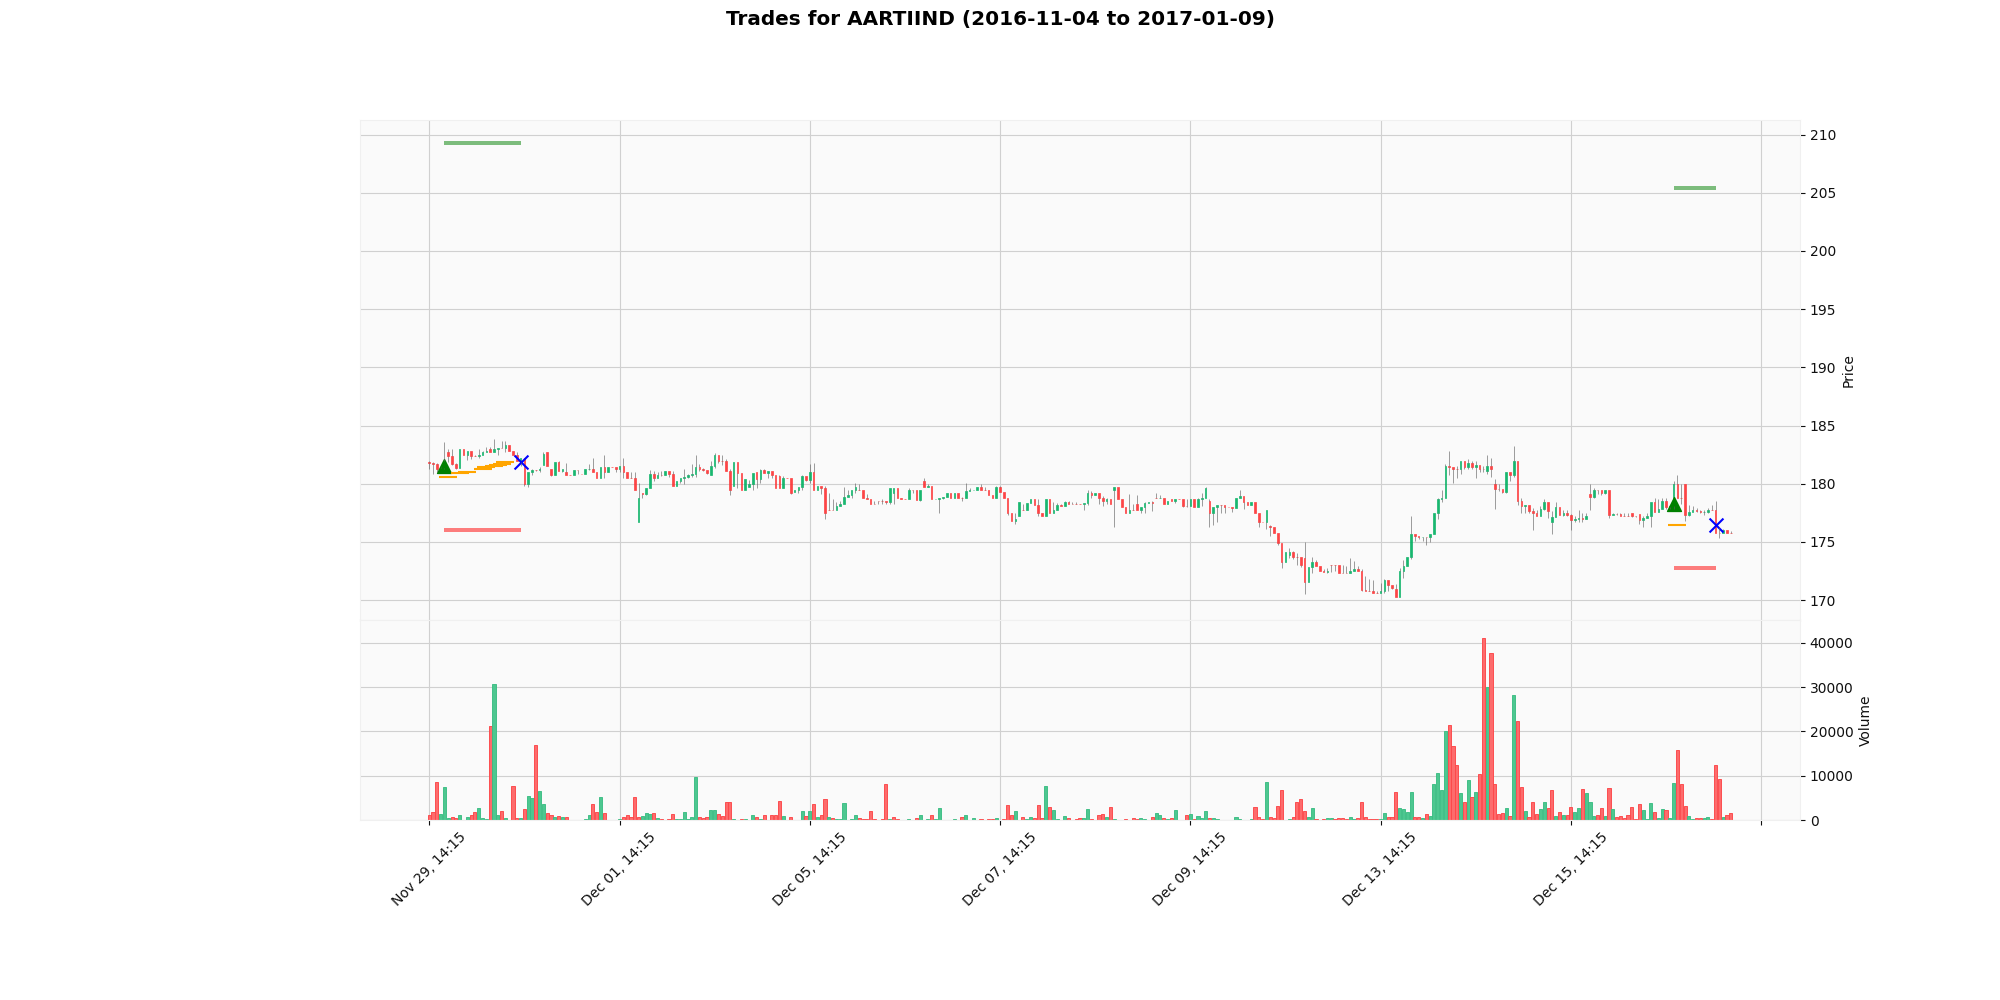 Trades for AARTIIND (2016-11-04 to 2017-01-09)
210
205
200
195
190
185
180
175
170
Price
40000
30000
20000
10000
0
Volume
Nov 29, 14:15
Dec 01, 14:15
Dec 05, 14:15
Dec 07, 14:15
Dec 09, 14:15
Dec 13, 14:15
Dec 15, 14:15